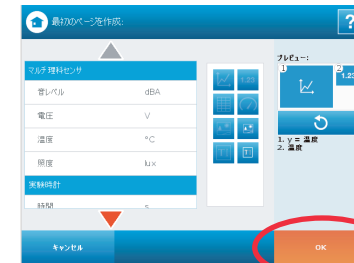 最初のページを作成:
?
マルチ理科センサ
音レベル dBA
電圧 V
温度 °C
照度 lux
実験時計
時間 s
1.23
プレビュー:
1
2
1.23
1. y = 温度
2. 温度
キャンセル
OK